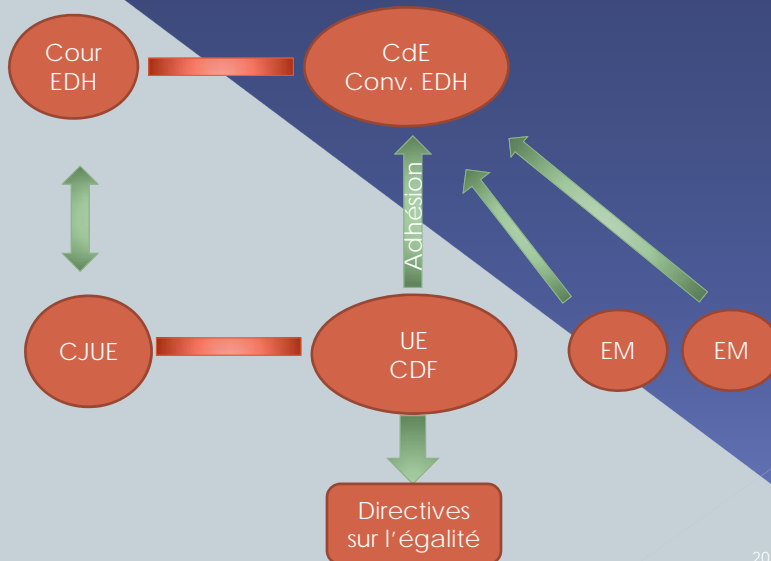 Cour
EDH
CdE
Conv. EDH
Adhésion
CJUE
UE
CDF
EM
EM
Directives
sur l'égalité
20